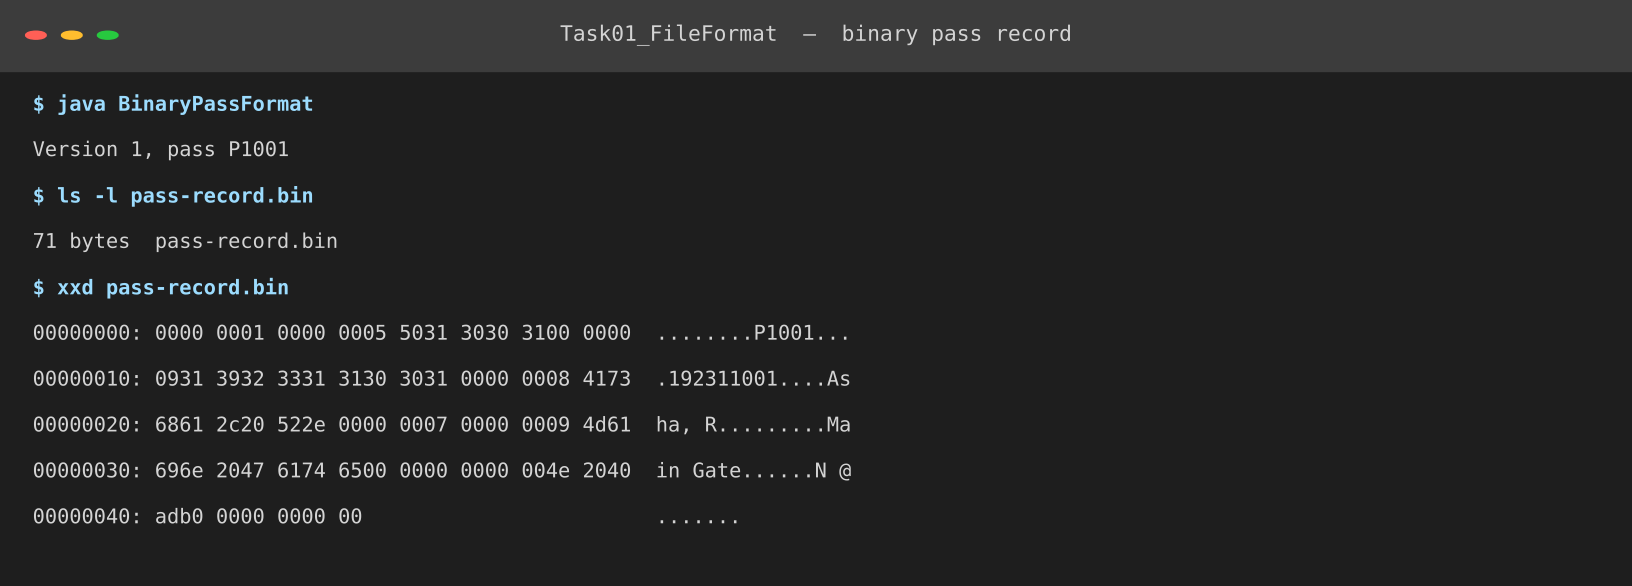 Task01_FileFormat — binary pass record
$ java BinaryPassFormat
Version 1, pass P1001
$ ls -l pass-record.bin
71 bytes  pass-record.bin
$ xxd pass-record.bin
00000000: 0000 0001 0000 0005 5031 3030 3100 0000  ........P1001...
00000010: 0931 3932 3331 3130 3031 0000 0008 4173  .192311001....As
00000020: 6861 2c20 522e 0000 0007 0000 0009 4d61  ha, R.........Ma
00000030: 696e 2047 6174 6500 0000 0000 004e 2040  in Gate......N @
00000040: adb0 0000 0000 00                        .......